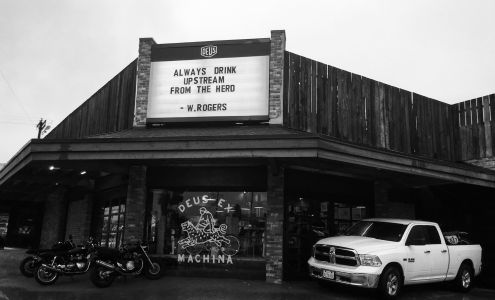 DEUS
ALWAYS DRINK
UPSTREAM
FROM THE HERD
- W.ROGERS
DEUS EX
MACHINA